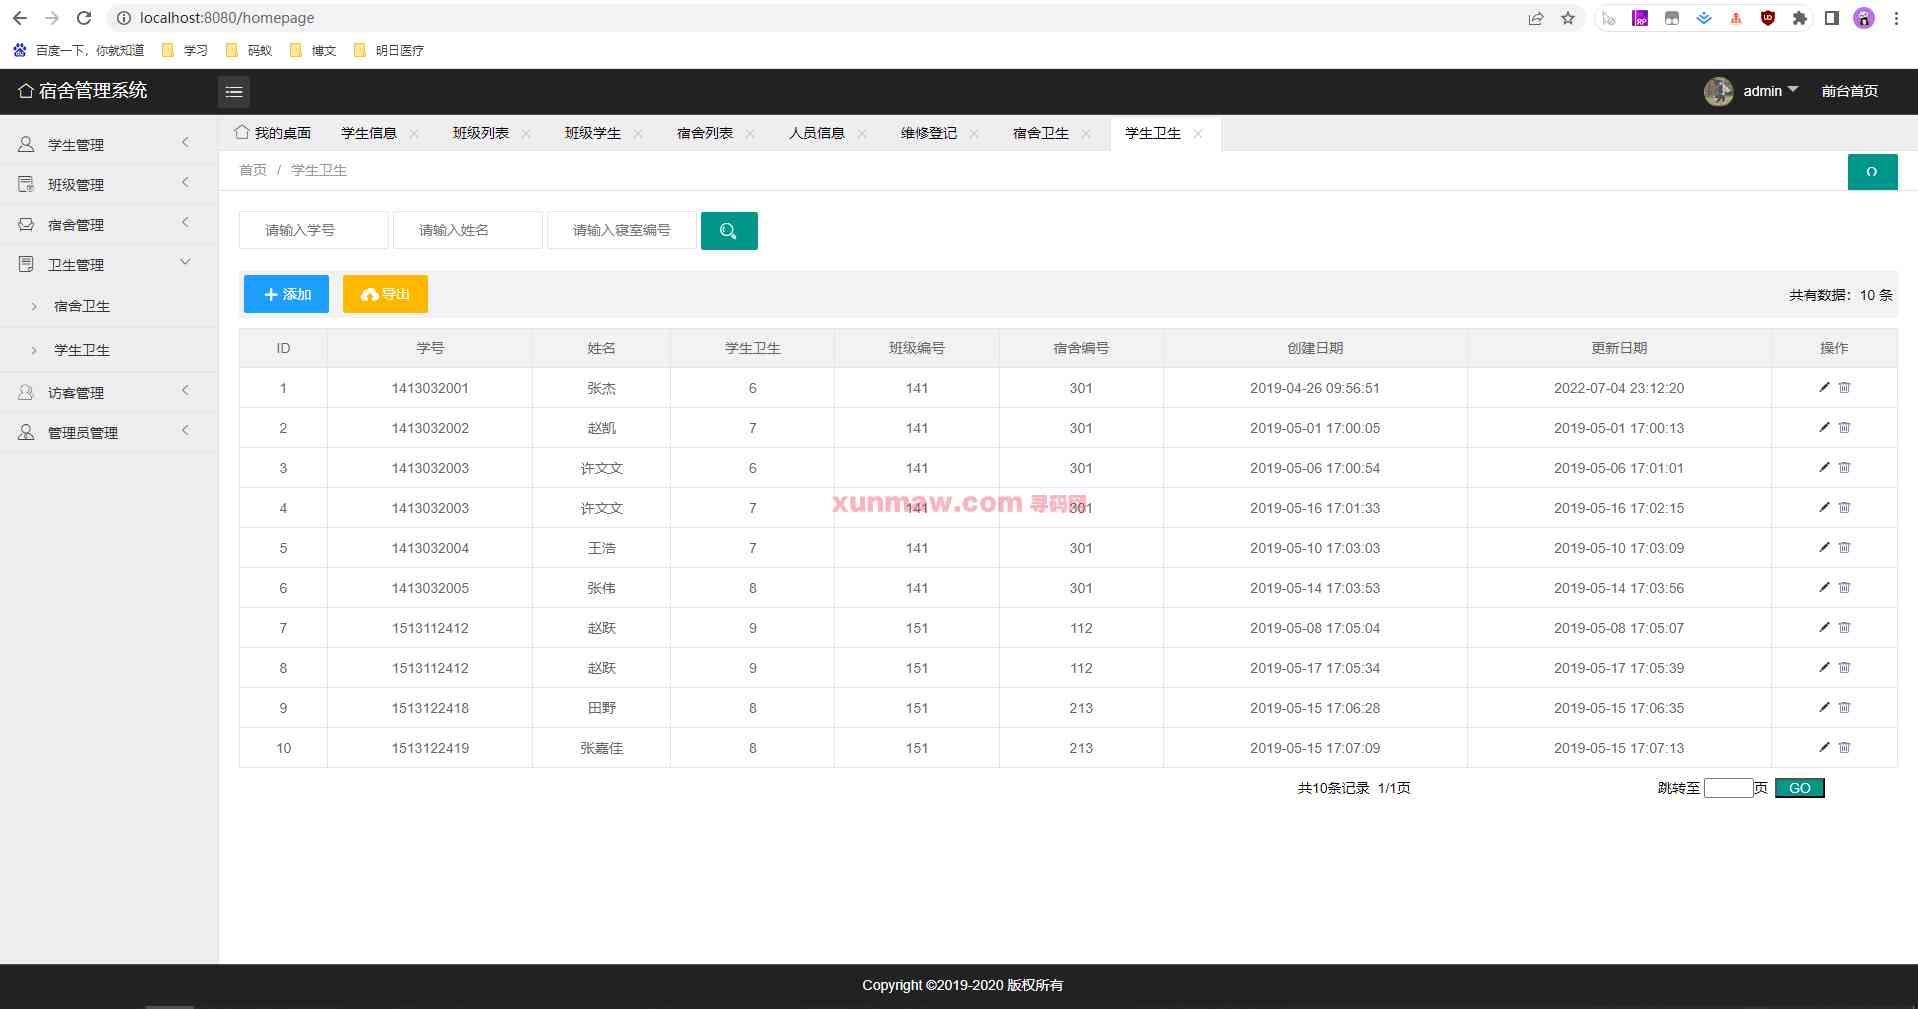 localhost:8080/homepage
百度一下，你就知道 学习 码蚁 博文 明日医疗
宿舍管理系统 admin 前台首页
我的桌面 学生信息 班级列表 班级学生 宿舍列表 人员信息 维修登记 宿舍卫生 学生卫生
首页 / 学生卫生
学生管理
班级管理
宿舍管理
卫生管理
宿舍卫生
学生卫生
访客管理
管理员管理
请输入学号 请输入姓名 请输入寝室编号
添加 导出 共有数据：10 条
ID 学号 姓名 学生卫生 班级编号 宿舍编号 创建日期 更新日期 操作
1 1413032001 张杰 6 141 301 2019-04-26 09:56:51 2022-07-04 23:12:20
2 1413032002 赵凯 7 141 301 2019-05-01 17:00:05 2019-05-01 17:00:13
3 1413032003 许文文 6 141 301 2019-05-06 17:00:54 2019-05-06 17:01:01
4 1413032003 许文文 7 141 301 2019-05-16 17:01:33 2019-05-16 17:02:15
xunmaw.com 寻码网
5 1413032004 王浩 7 141 301 2019-05-10 17:03:03 2019-05-10 17:03:09
6 1413032005 张伟 8 141 301 2019-05-14 17:03:53 2019-05-14 17:03:56
7 1513112412 赵跃 9 151 112 2019-05-08 17:05:04 2019-05-08 17:05:07
8 1513112412 赵跃 9 151 112 2019-05-17 17:05:34 2019-05-17 17:05:39
9 1513122418 田野 8 151 213 2019-05-15 17:06:28 2019-05-15 17:06:35
10 1513122419 张嘉佳 8 151 213 2019-05-15 17:07:09 2019-05-15 17:07:13
共10条记录 1/1页 跳转至 页 GO
Copyright ©2019-2020 版权所有